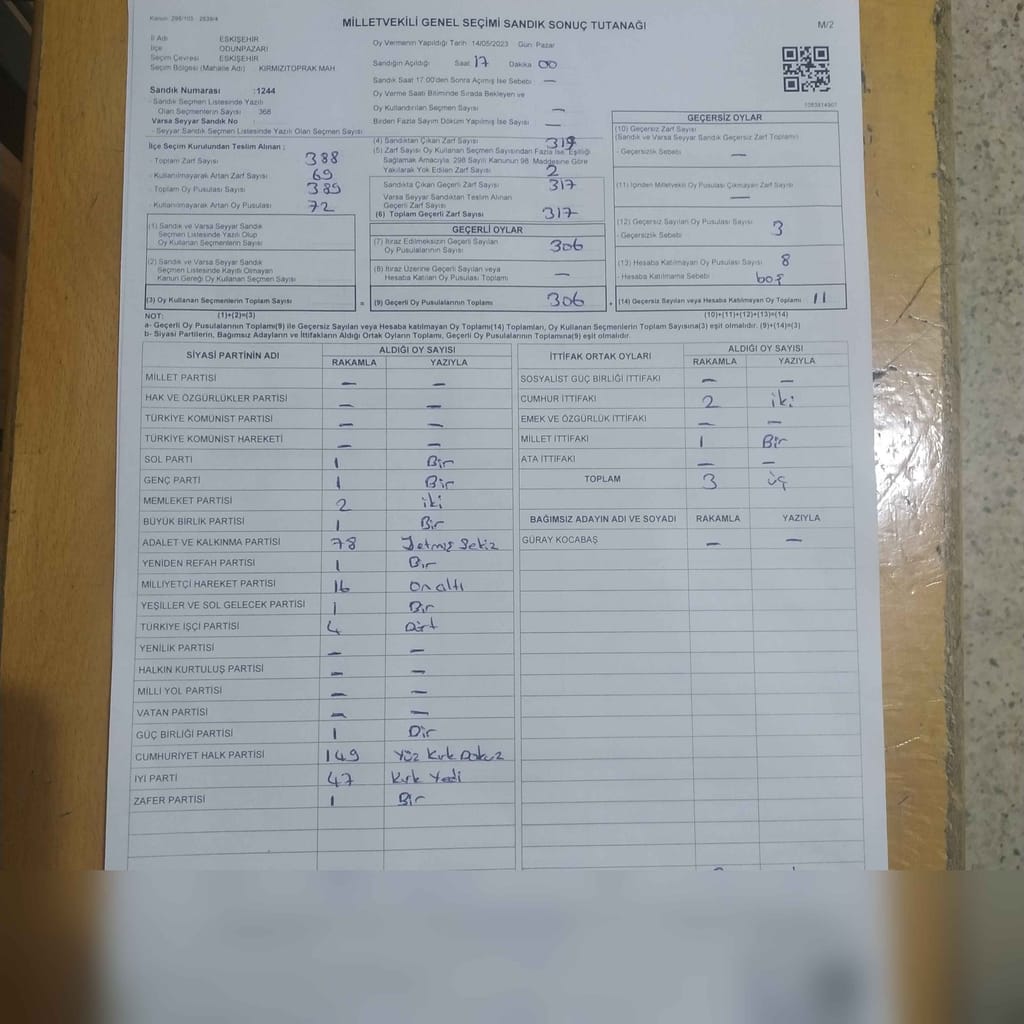 Kanun: 298/105 - 2839/4
MİLLETVEKİLİ GENEL SEÇİMİ SANDIK SONUÇ TUTANAĞI
M/2
İl Adı ESKİŞEHİR
İlçe ODUNPAZARI
Seçim Çevresi ESKİŞEHİR
Seçim Bölgesi (Mahalle Adı) KIRMIZITOPRAK MAH
Sandık Numarası :1244
- Sandık Seçmen Listesinde Yazılı
Olan Seçmenlerin Sayısı 368
Varsa Seyyar Sandık No :
- Seyyar Sandık Seçmen Listesinde Yazılı Olan Seçmen Sayısı
Oy Vermenin Yapıldığı Tarih 14/05/2023 Gün Pazar
Sandığın Açıldığı Saat 17 Dakika 00
Sandık Saat 17.00'den Sonra Açılmış İse Sebebi —
Oy Verme Saati Bitiminde Sırada Bekleyen ve
Oy Kullandırılan Seçmen Sayısı —
Birden Fazla Sayım Döküm Yapılmış İse Sayısı —
1083814901
İlçe Seçim Kurulundan Teslim Alınan ;
- Toplam Zarf Sayısı 388
- Kullanılmayarak Artan Zarf Sayısı 69
- Toplam Oy Pusulası Sayısı 389
- Kullanılmayarak Artan Oy Pusulası 72
(1) Sandık ve Varsa Seyyar Sandık
Seçmen Listesinde Yazılı Olup
Oy Kullanan Seçmenlerin Sayısı
(2) Sandık ve Varsa Seyyar Sandık
Seçmen Listesinde Kayıtlı Olmayan
Kanun Gereği Oy Kullanan Seçmen Sayısı
(3) Oy Kullanan Seçmenlerin Toplam Sayısı =
(4) Sandıktan Çıkan Zarf Sayısı 319
(5) Zarf Sayısı Oy Kullanan Seçmen Sayısından Fazla İse, Eşitliği
Sağlamak Amacıyla, 298 Sayılı Kanunun 98. Maddesine Göre
Yakılarak Yok Edilen Zarf Sayısı 2
Sandıkta Çıkan Geçerli Zarf Sayısı 317
Varsa Seyyar Sandıktan Teslim Alınan
Geçerli Zarf Sayısı
(6) Toplam Geçerli Zarf Sayısı 317
GEÇERLİ OYLAR
(7) İtiraz Edilmeksizin Geçerli Sayılan
Oy Pusulalarının Sayısı 306
(8) İtiraz Üzerine Geçerli Sayılan veya
Hesaba Katılan Oy Pusulası Toplamı —
(9) Geçerli Oy Pusulalarının Toplamı 306 +
GEÇERSİZ OYLAR
(10) Geçersiz Zarf Sayısı
(Sandık ve Varsa Seyyar Sandık Geçersiz Zarf Toplamı)
- Geçersizlik Sebebi —
(11) İçinden Milletvekili Oy Pusulası Çıkmayan Zarf Sayısı
—
(12) Geçersiz Sayılan Oy Pusulası Sayısı 3
- Geçersizlik Sebebi
(13) Hesaba Katılmayan Oy Pusulası Sayısı 8
- Hesaba Katılmama Sebebi boş
(14) Geçersiz Sayılan veya Hesaba Katılmayan Oy Toplamı 11
NOT: (1)+(2)=(3) (10)+(11)+(12)+(13)=(14)
a- Geçerli Oy Pusulalarının Toplamı(9) ile Geçersiz Sayılan veya Hesaba katılmayan Oy Toplamı(14) Toplamları, Oy Kullanan Seçmenlerin Toplam Sayısına(3) eşit olmalıdır. (9)+(14)=(3)
b- Siyasi Partilerin, Bağımsız Adayların ve İttifakların Aldığı Ortak Oyların Toplamı, Geçerli Oy Pusulalarının Toplamına(9) eşit olmalıdır.
SİYASİ PARTİNİN ADI ALDIĞI OY SAYISI
RAKAMLA YAZIYLA
MİLLET PARTİSİ — —
HAK VE ÖZGÜRLÜKLER PARTİSİ — —
TÜRKİYE KOMÜNİST PARTİSİ — —
TÜRKİYE KOMÜNİST HAREKETİ — —
SOL PARTİ 1 Bir
GENÇ PARTİ 1 Bir
MEMLEKET PARTİSİ 2 iki
BÜYÜK BİRLİK PARTİSİ 1 Bir
ADALET VE KALKINMA PARTİSİ 78 Yetmiş Sekiz
YENİDEN REFAH PARTİSİ 1 Bir
MİLLİYETÇİ HAREKET PARTİSİ 16 on altı
YEŞİLLER VE SOL GELECEK PARTİSİ 1 Bir
TÜRKİYE İŞÇİ PARTİSİ 4 Dört
YENİLİK PARTİSİ — —
HALKIN KURTULUŞ PARTİSİ — —
MİLLİ YOL PARTİSİ — —
VATAN PARTİSİ — —
GÜÇ BİRLİĞİ PARTİSİ 1 Bir
CUMHURİYET HALK PARTİSİ 149 Yüz Kırk Dokuz
İYİ PARTİ 47 Kırk Yedi
ZAFER PARTİSİ 1 Bir
İTTİFAK ORTAK OYLARI ALDIĞI OY SAYISI
RAKAMLA YAZIYLA
SOSYALİST GÜÇ BİRLİĞİ İTTİFAKI — —
CUMHUR İTTİFAKI 2 iki
EMEK VE ÖZGÜRLÜK İTTİFAKI — —
MİLLET İTTİFAKI 1 Bir
ATA İTTİFAKI — —
TOPLAM 3 üç
BAĞIMSIZ ADAYIN ADI VE SOYADI RAKAMLA YAZIYLA
GÜRAY KOCABAŞ — —